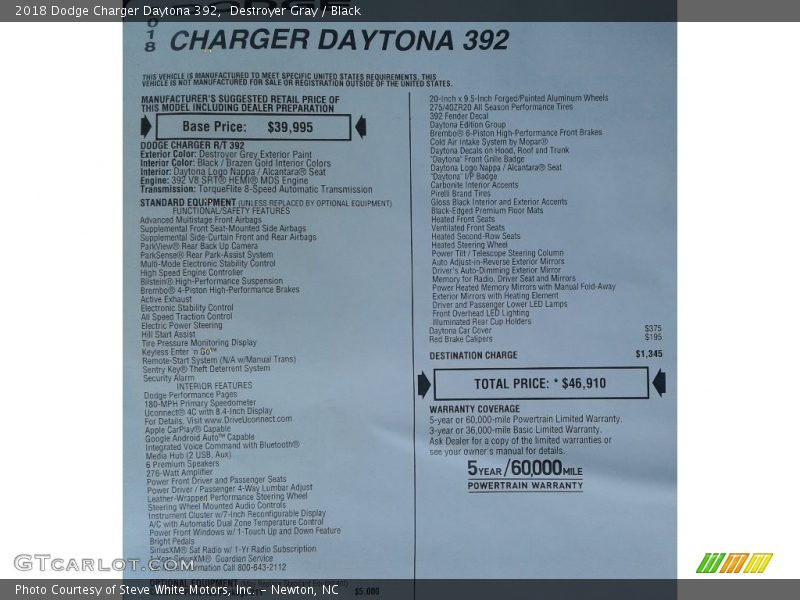 2018 Dodge Charger Daytona 392, Destroyer Gray / Black
2018
CHARGER DAYTONA 392
THIS VEHICLE IS MANUFACTURED TO MEET SPECIFIC UNITED STATES REQUIREMENTS. THIS
VEHICLE IS NOT MANUFACTURED FOR SALE OR REGISTRATION OUTSIDE OF THE UNITED STATES.
MANUFACTURER'S SUGGESTED RETAIL PRICE OF
THIS MODEL INCLUDING DEALER PREPARATION
Base Price: $39,995
DODGE CHARGER R/T 392
Exterior Color: Destroyer Grey Exterior Paint
Interior Color: Black / Brazen Gold Interior Colors
Interior: Daytona Logo Nappa / Alcantara® Seat
Engine: 392 V8 SRT® HEMI® MDS Engine
Transmission: TorqueFlite 8-Speed Automatic Transmission
STANDARD EQUIPMENT (UNLESS REPLACED BY OPTIONAL EQUIPMENT)
FUNCTIONAL/SAFETY FEATURES
Advanced Multistage Front Airbags
Supplemental Front Seat-Mounted Side Airbags
Supplemental Side-Curtain Front and Rear Airbags
ParkView® Rear Back Up Camera
ParkSense® Rear Park-Assist System
Multi-Mode Electronic Stability Control
High Speed Engine Controller
Bilstein® High-Performance Suspension
Brembo® 4-Piston High-Performance Brakes
Active Exhaust
Electronic Stability Control
All Speed Traction Control
Electric Power Steering
Hill Start Assist
Tire Pressure Monitoring Display
Keyless Enter 'n Go™
Remote-Start System (N/A w/Manual Trans)
Sentry Key® Theft Deterrent System
Security Alarm
INTERIOR FEATURES
Dodge Performance Pages
180-MPH Primary Speedometer
Uconnect® 4C with 8.4-Inch Display
For Details, Visit www.DriveUconnect.com
Apple CarPlay® Capable
Google Android Auto™ Capable
Integrated Voice Command with Bluetooth®
Media Hub (2 USB, Aux)
6 Premium Speakers
276-Watt Amplifier
Power Front Driver and Passenger Seats
Power Driver / Passenger 4-Way Lumbar Adjust
Leather-Wrapped Performance Steering Wheel
Steering Wheel Mounted Audio Controls
Instrument Cluster w/7-Inch Reconfigurable Display
A/C with Automatic Dual Zone Temperature Control
Power Front Windows w/ 1-Touch Up and Down Feature
Bright Pedals
SiriusXM® Sat Radio w/ 1-Yr Radio Subscription
1-Year SiriusXM® Guardian Service
For Information Call 800-643-2112
OPTIONAL EQUIPMENT
$5,000
20-Inch x 9.5-Inch Forged/Painted Aluminum Wheels
275/40ZR20 All Season Performance Tires
392 Fender Decal
Daytona Edition Group
Brembo® 6-Piston High-Performance Front Brakes
Cold Air Intake System by Mopar®
Daytona Decals on Hood, Roof and Trunk
"Daytona" Front Grille Badge
Daytona Logo Nappa / Alcantara® Seat
"Daytona" I/P Badge
Carbonite Interior Accents
Pirelli Brand Tires
Gloss Black Interior and Exterior Accents
Black-Edged Premium Floor Mats
Heated Front Seats
Ventilated Front Seats
Heated Second-Row Seats
Heated Steering Wheel
Power Tilt / Telescope Steering Column
Auto Adjust-in-Reverse Exterior Mirrors
Driver's Auto-Dimming Exterior Mirror
Memory for Radio, Driver Seat and Mirrors
Power Heated Memory Mirrors with Manual Fold-Away
Exterior Mirrors with Heating Element
Driver and Passenger Lower LED Lamps
Front Overhead LED Lighting
Illuminated Rear Cup Holders
Daytona Car Cover $375
Red Brake Calipers $195
DESTINATION CHARGE $1,345
TOTAL PRICE: * $46,910
WARRANTY COVERAGE
5-year or 60,000-mile Powertrain Limited Warranty.
3-year or 36,000-mile Basic Limited Warranty.
Ask Dealer for a copy of the limited warranties or
see your owner's manual for details.
5 YEAR / 60,000 MILE
POWERTRAIN WARRANTY
GTcarlot.com
Photo Courtesy of Steve White Motors, Inc. – Newton, NC